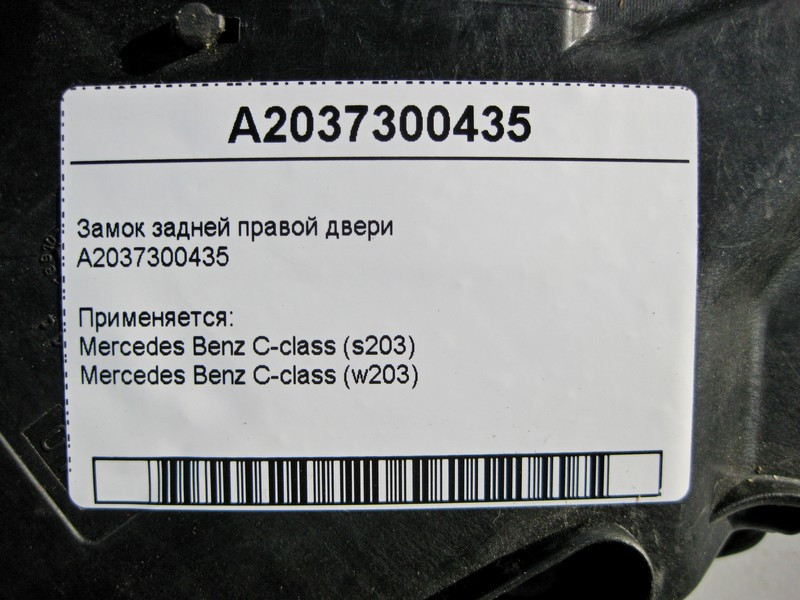 A2037300435
Замок задней правой двери
A2037300435
Применяется:
Mercedes Benz C-class (s203)
Mercedes Benz C-class (w203)